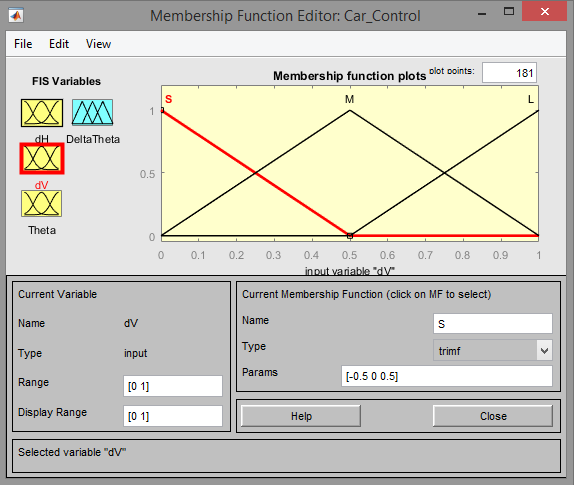 Membership Function Editor: Car_Control
File Edit View
FIS Variables
dH DeltaTheta
dV
Theta
Membership function plots plot points: 181
S M L
1
0.5
0
0 0.1 0.2 0.3 0.4 0.5 0.6 0.7 0.8 0.9 1
input variable "dV"
Current Variable
Name dV
Type input
Range [0 1]
Display Range [0 1]
Current Membership Function (click on MF to select)
Name S
Type trimf
Params [-0.5 0 0.5]
Help Close
Selected variable "dV"